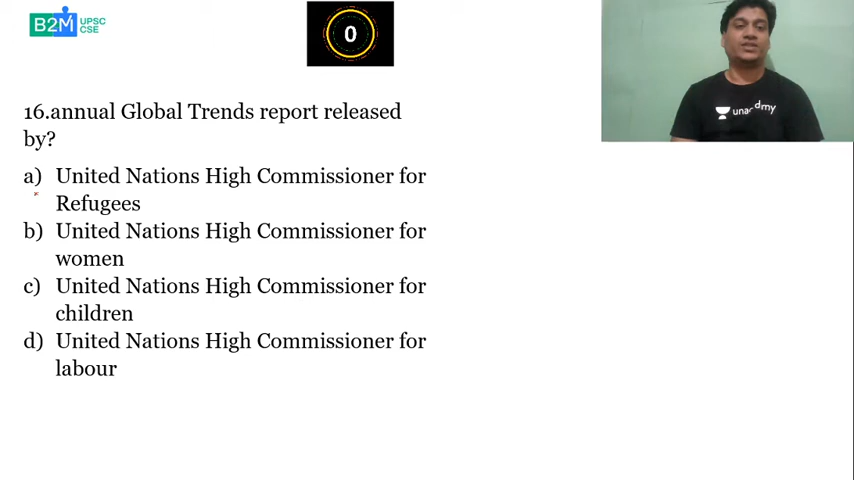 B2M UPSC
CSE
0
unacdmy
16.annual Global Trends report released
by?
a) United Nations High Commissioner for
Refugees
b) United Nations High Commissioner for
women
c) United Nations High Commissioner for
children
d) United Nations High Commissioner for
labour